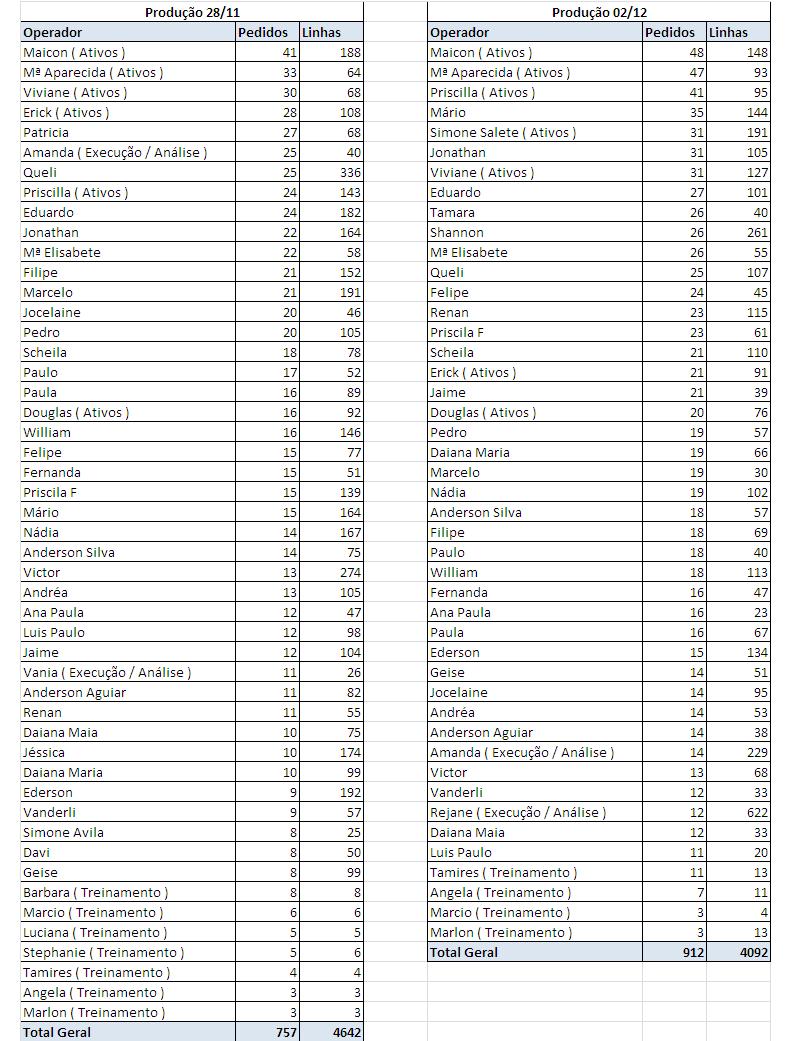 Produção 28/11
Operador Pedidos Linhas
Maicon ( Ativos ) 41 188
Mª Aparecida ( Ativos ) 33 64
Viviane ( Ativos ) 30 68
Erick ( Ativos ) 28 108
Patricia 27 68
Amanda ( Execução / Análise ) 25 40
Queli 25 336
Priscilla ( Ativos ) 24 143
Eduardo 24 182
Jonathan 22 164
Mª Elisabete 22 58
Filipe 21 152
Marcelo 21 191
Jocelaine 20 46
Pedro 20 105
Scheila 18 78
Paulo 17 52
Paula 16 89
Douglas ( Ativos ) 16 92
William 16 146
Felipe 15 77
Fernanda 15 51
Priscila F 15 139
Mário 15 164
Nádia 14 167
Anderson Silva 14 75
Victor 13 274
Andréa 13 105
Ana Paula 12 47
Luis Paulo 12 98
Jaime 12 104
Vania ( Execução / Análise ) 11 26
Anderson Aguiar 11 82
Renan 11 55
Daiana Maia 10 75
Jéssica 10 174
Daiana Maria 10 99
Ederson 9 192
Vanderli 9 57
Simone Avila 8 25
Davi 8 50
Geise 8 99
Barbara ( Treinamento ) 8 8
Marcio ( Treinamento ) 6 6
Luciana ( Treinamento ) 5 5
Stephanie ( Treinamento ) 5 6
Tamires ( Treinamento ) 4 4
Angela ( Treinamento ) 3 3
Marlon ( Treinamento ) 3 3
Total Geral 757 4642
Produção 02/12
Operador Pedidos Linhas
Maicon ( Ativos ) 48 148
Mª Aparecida ( Ativos ) 47 93
Priscilla ( Ativos ) 41 95
Mário 35 144
Simone Salete ( Ativos ) 31 191
Jonathan 31 105
Viviane ( Ativos ) 31 127
Eduardo 27 101
Tamara 26 40
Shannon 26 261
Mª Elisabete 26 55
Queli 25 107
Felipe 24 45
Renan 23 115
Priscila F 23 61
Scheila 21 110
Erick ( Ativos ) 21 91
Jaime 21 39
Douglas ( Ativos ) 20 76
Pedro 19 57
Daiana Maria 19 66
Marcelo 19 30
Nádia 19 102
Anderson Silva 18 57
Filipe 18 69
Paulo 18 40
William 18 113
Fernanda 16 47
Ana Paula 16 23
Paula 16 67
Ederson 15 134
Geise 14 51
Jocelaine 14 95
Andréa 14 53
Anderson Aguiar 14 38
Amanda ( Execução / Análise ) 14 229
Victor 13 68
Vanderli 12 33
Rejane ( Execução / Análise ) 12 622
Daiana Maia 12 33
Luis Paulo 11 20
Tamires ( Treinamento ) 11 13
Angela ( Treinamento ) 7 11
Marcio ( Treinamento ) 3 4
Marlon ( Treinamento ) 3 13
Total Geral 912 4092